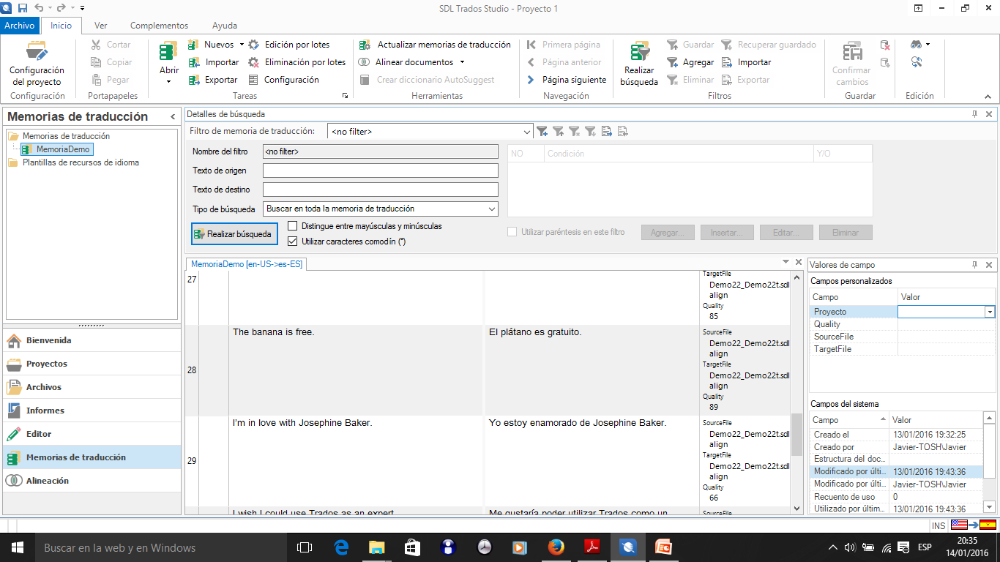 SDL Trados Studio - Proyecto 1
Archivo Inicio Ver Complementos Ayuda
Configuración
del proyecto
Configuración
Cortar
Copiar
Pegar
Portapapeles
Abrir
Nuevos
Importar
Exportar
Edición por lotes
Eliminación por lotes
Configuración
Tareas
Actualizar memorias de traducción
Alinear documentos
Crear diccionario AutoSuggest
Herramientas
Primera página
Página anterior
Página siguiente
Navegación
Realizar
búsqueda
Guardar
Agregar
Eliminar
Recuperar guardado
Importar
Exportar
Filtros
Confirmar
cambios
Guardar
Edición
Memorias de traducción
Memorias de traducción
MemoriaDemo
Plantillas de recursos de idioma
Bienvenida
Proyectos
Archivos
Informes
Editor
Memorias de traducción
Alineación
Detalles de búsqueda
Filtro de memoria de traducción: <no filter>
Nombre del filtro <no filter>
Texto de origen
Texto de destino
Tipo de búsqueda Buscar en toda la memoria de traducción
Realizar búsqueda
Distingue entre mayúsculas y minúsculas
Utilizar caracteres comodín (*)
NO Condición Y/O
Utilizar paréntesis en este filtro Agregar... Insertar... Editar... Eliminar
MemoriaDemo [en-US->es-ES]
27
TargetFile
Demo22_Demo22t.sdl
align
Quality
85
28
The banana is free.
El plátano es gratuito.
SourceFile
Demo22_Demo22t.sdl
align
TargetFile
Demo22_Demo22t.sdl
align
Quality
89
29
I'm in love with Josephine Baker.
Yo estoy enamorado de Josephine Baker.
SourceFile
Demo22_Demo22t.sdl
align
TargetFile
Demo22_Demo22t.sdl
align
Quality
66
I wish I could use Trados as an expert
Me gustaría poder utilizar Trados como un
SourceFile
Valores de campo
Campos personalizados
Campo Valor
Proyecto
Quality
SourceFile
TargetFile
Campos del sistema
Campo Valor
Creado el 13/01/2016 19:32:25
Creado por Javier-TOSH\Javier
Estructura del doc...
Modificado por últi... 13/01/2016 19:43:36
Modificado por últi... Javier-TOSH\Javier
Recuento de uso 0
Utilizado por últim... 13/01/2016 19:43:36
INS
Buscar en la web y en Windows
ESP
20:35
14/01/2016